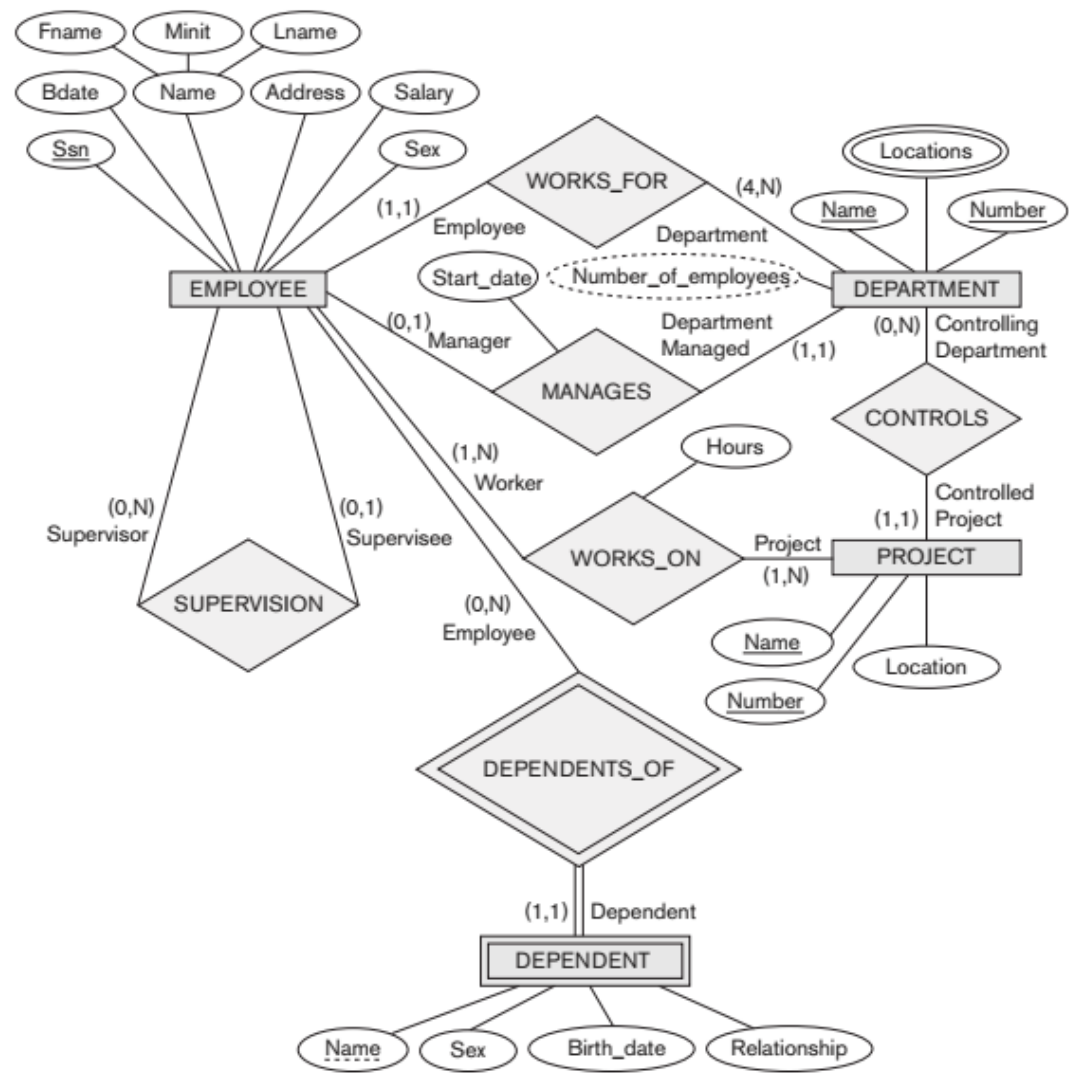 Fname
Minit
Lname
Bdate
Name
Address
Salary
Ssn
Sex
WORKS_FOR
Locations
(1,1)
Employee
(4,N)
Department
Name
Number
Start_date
Number_of_employees
EMPLOYEE
DEPARTMENT
(0,1)
Manager
Department
Managed
(1,1)
(0,N)
Controlling
Department
MANAGES
CONTROLS
Hours
(1,N)
Worker
(0,N)
Supervisor
(0,1)
Supervisee
Controlled
Project
(1,1)
WORKS_ON
Project
(1,N)
PROJECT
SUPERVISION
(0,N)
Employee
Name
Location
Number
DEPENDENTS_OF
(1,1)
Dependent
DEPENDENT
Name
Sex
Birth_date
Relationship